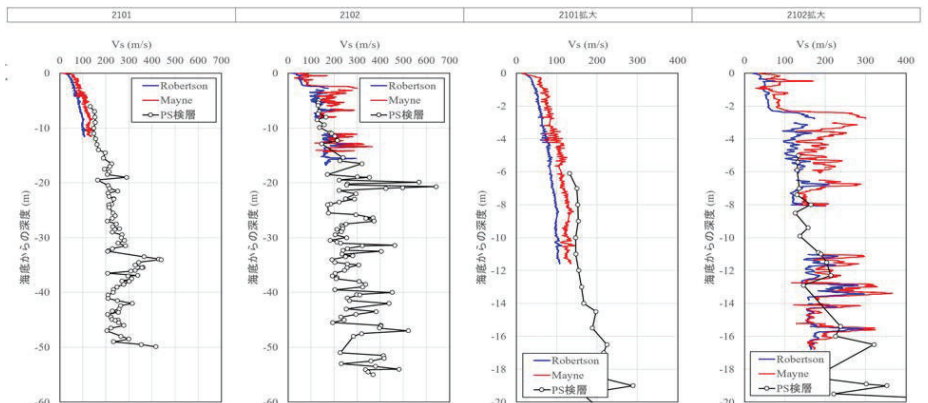 2101 2102 2101拡大 2102拡大
Vs (m/s) Vs (m/s) Vs (m/s) Vs (m/s)
0 100 200 300 400 500 600 700 0 100 200 300 400 500 600 700 0 100 200 300 400 0 100 200 300 400
0 0 0 0
Robertson Robertson
Mayne Mayne
PS検層 PS検層
-2 -2
-4 -4
-10 -10
-6 -6
-20 -20
-8 -8
海底からの深度 (m) 海底からの深度 (m) 海底からの深度 (m) 海底からの深度 (m)
-30 -30 -10 -10
-12 -12
-40 -40
-14 -14
-16 -16
-50 -50
Robertson Robertson
Mayne Mayne
-18 -18
PS検層 PS検層
-60 -60 -20 -20